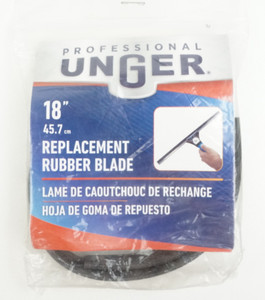 PROFESSIONAL
UNGER
18"
45.7 cm
REPLACEMENT
RUBBER BLADE
LAME DE CAOUTCHOUC DE RECHANGE
HOJA DE GOMA DE REPUESTO